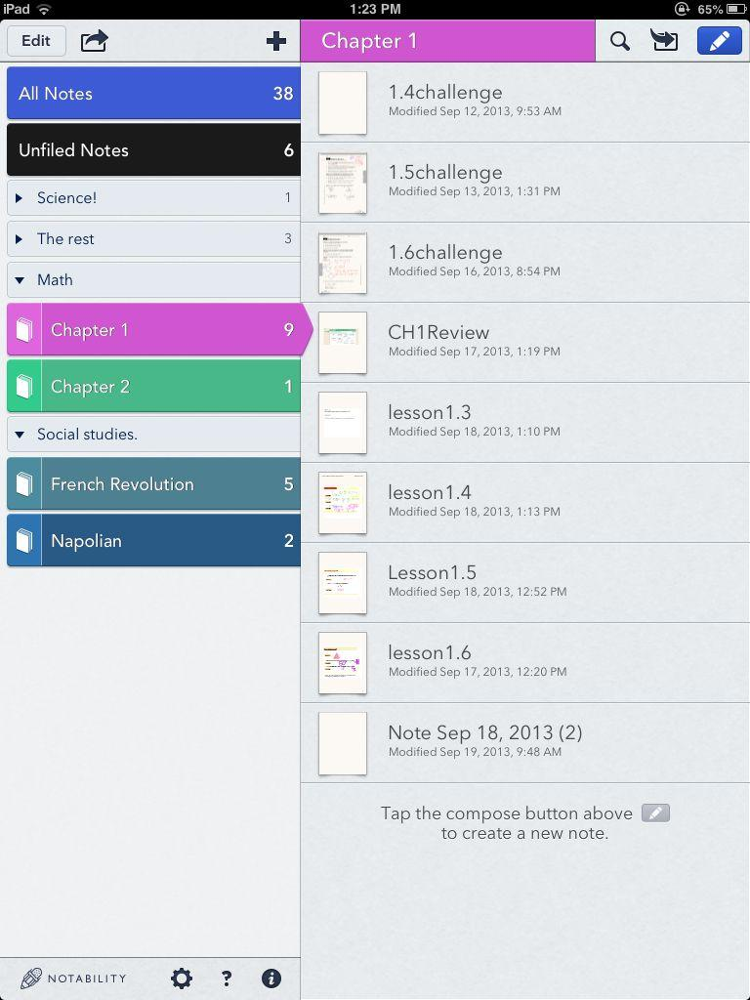 iPad 1:23 PM 65%
Edit
Chapter 1
All Notes 38
Unfiled Notes 6
Science! 1
The rest 3
Math
Chapter 1 9
Chapter 2 1
Social studies.
French Revolution 5
Napolian 2
1.4challenge
Modified Sep 12, 2013, 9:53 AM
1.5challenge
Modified Sep 13, 2013, 1:31 PM
1.6challenge
Modified Sep 16, 2013, 8:54 PM
CH1Review
Modified Sep 17, 2013, 1:19 PM
lesson1.3
Modified Sep 18, 2013, 1:10 PM
lesson1.4
Modified Sep 18, 2013, 1:13 PM
Lesson1.5
Modified Sep 18, 2013, 12:52 PM
lesson1.6
Modified Sep 17, 2013, 12:20 PM
Note Sep 18, 2013 (2)
Modified Sep 19, 2013, 9:48 AM
Tap the compose button above
to create a new note.
NOTABILITY ?